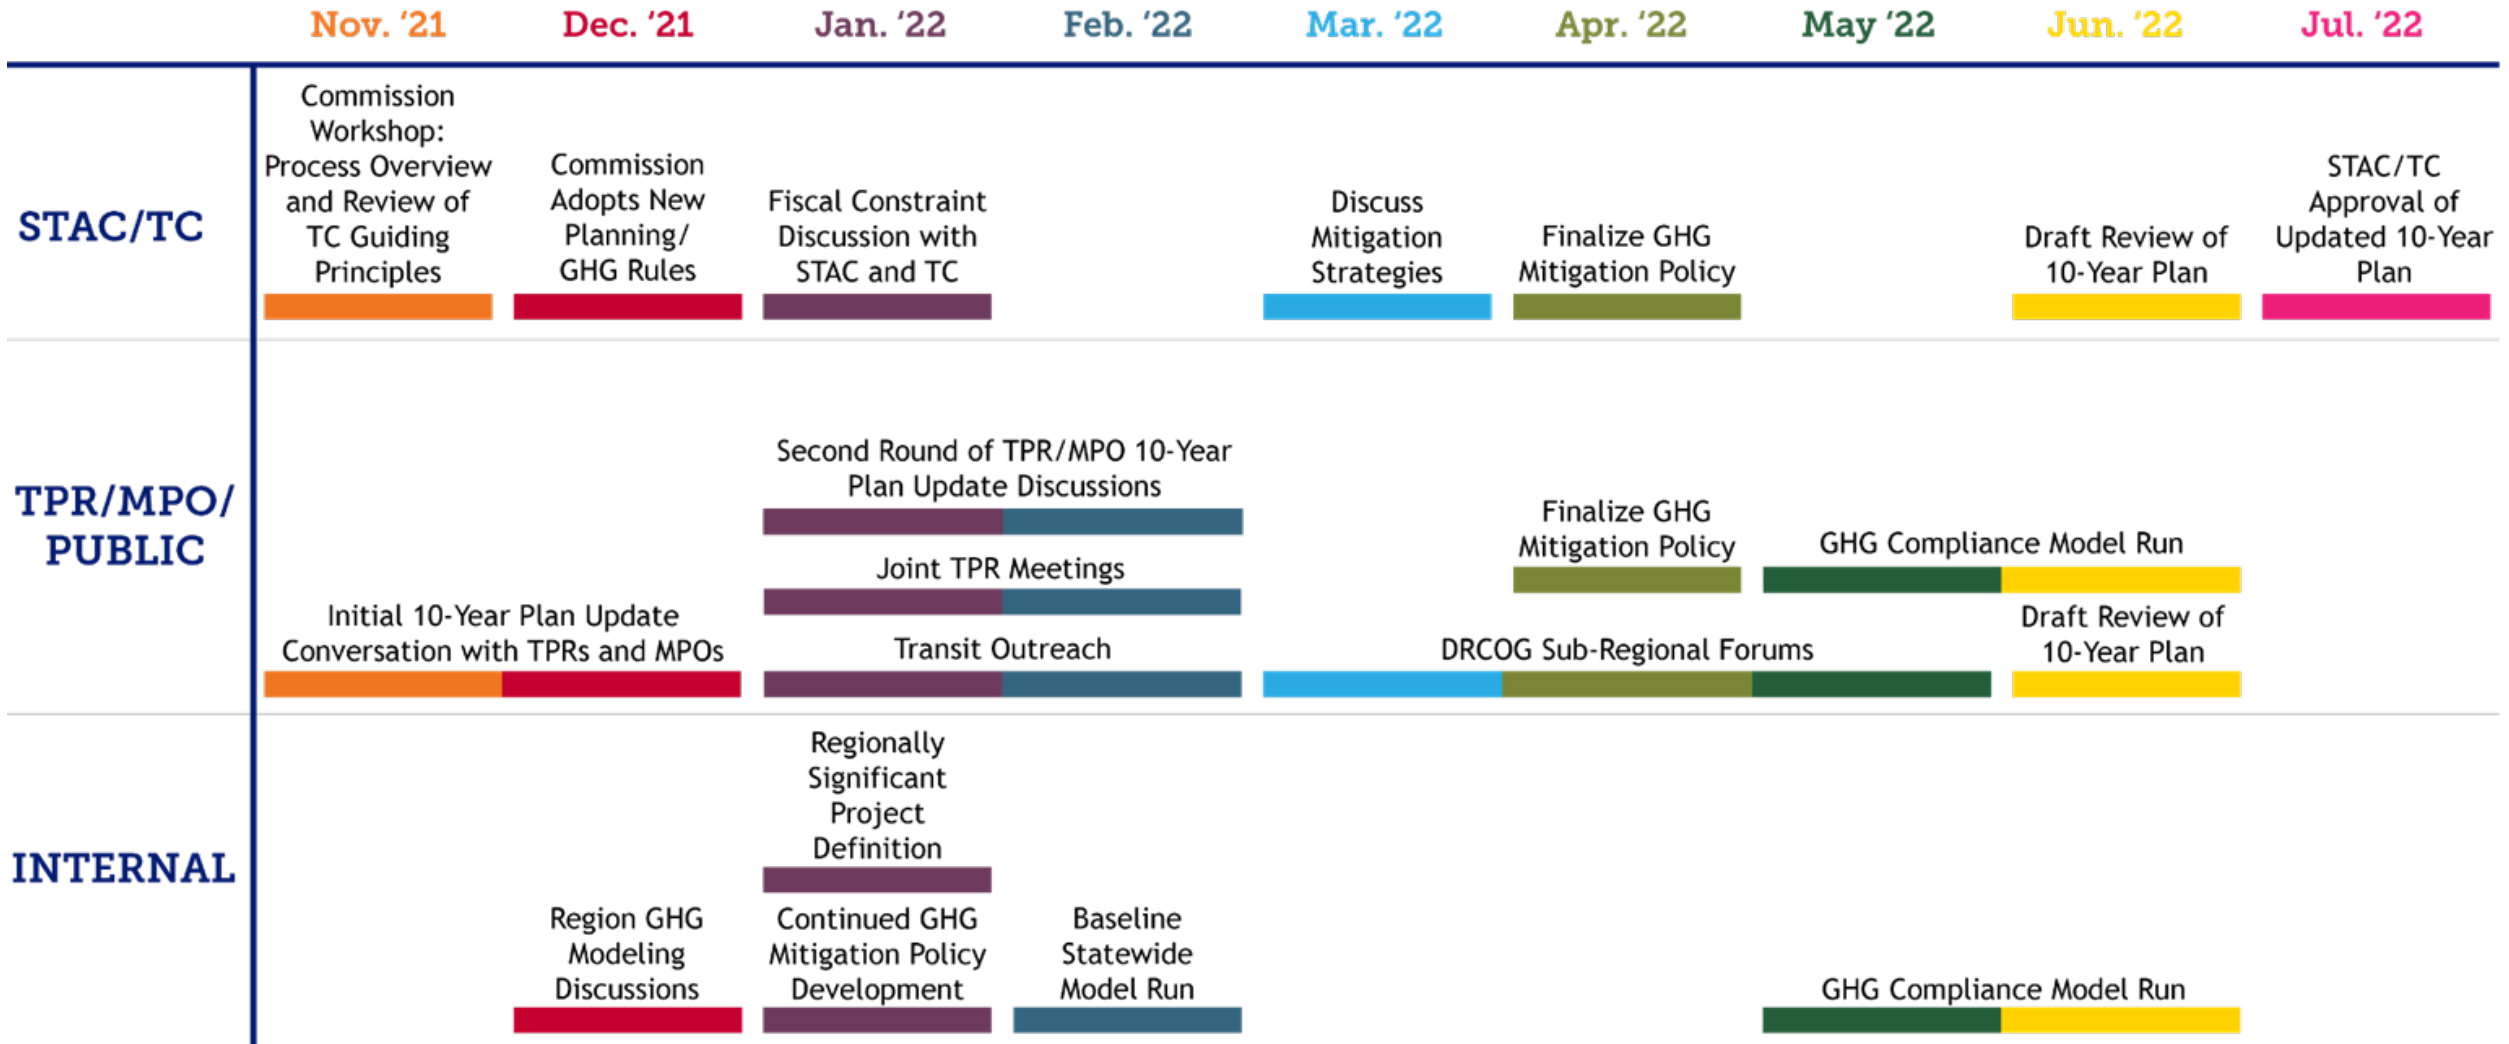 Nov. ‘21
Dec. ‘21
Jan. ‘22
Feb. ‘22
Mar. ‘22
Apr. ‘22
May ‘22
Jun. ‘22
Jul. ‘22
STAC/TC
Commission
Workshop:
Process Overview
and Review of
TC Guiding
Principles
Commission
Adopts New
Planning/
GHG Rules
Fiscal Constraint
Discussion with
STAC and TC
Discuss
Mitigation
Strategies
Finalize GHG
Mitigation Policy
Draft Review of
10-Year Plan
STAC/TC
Approval of
Updated 10-Year
Plan
TPR/MPO/
PUBLIC
Initial 10-Year Plan Update
Conversation with TPRs and MPOs
Second Round of TPR/MPO 10-Year
Plan Update Discussions
Joint TPR Meetings
Transit Outreach
Finalize GHG
Mitigation Policy
DRCOG Sub-Regional Forums
GHG Compliance Model Run
Draft Review of
10-Year Plan
INTERNAL
Region GHG
Modeling
Discussions
Regionally
Significant
Project
Definition
Continued GHG
Mitigation Policy
Development
Baseline
Statewide
Model Run
GHG Compliance Model Run